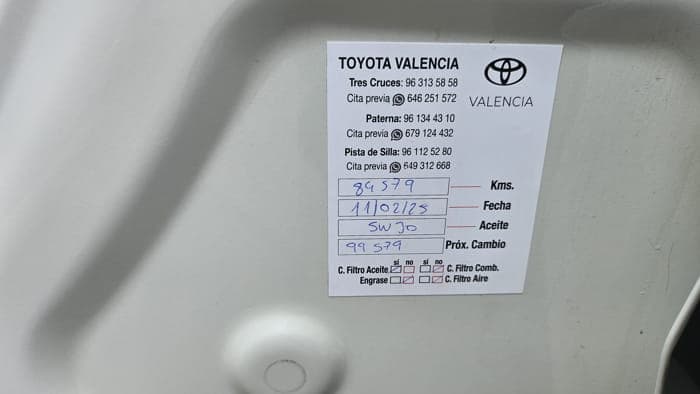 TOYOTA VALENCIA
Tres Cruces: 96 313 58 58
Cita previa 646 251 572
VALENCIA
Paterna: 96 134 43 10
Cita previa 679 124 432
Pista de Silla: 96 112 52 80
Cita previa 649 312 668
84579 Kms.
11/02/25 Fecha
5W30 Aceite
99579 Próx. Cambio
sí no sí no
C. Filtro Aceite C. Filtro Comb.
Engrase C. Filtro Aire